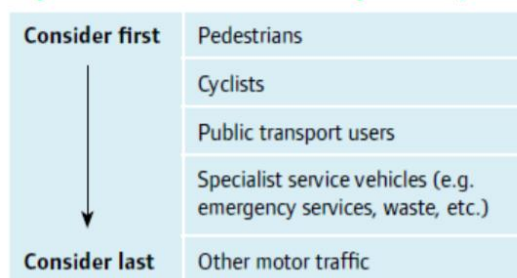 Consider first Pedestrians
Cyclists
Public transport users
Specialist service vehicles (e.g.
emergency services, waste, etc.)
Consider last Other motor traffic